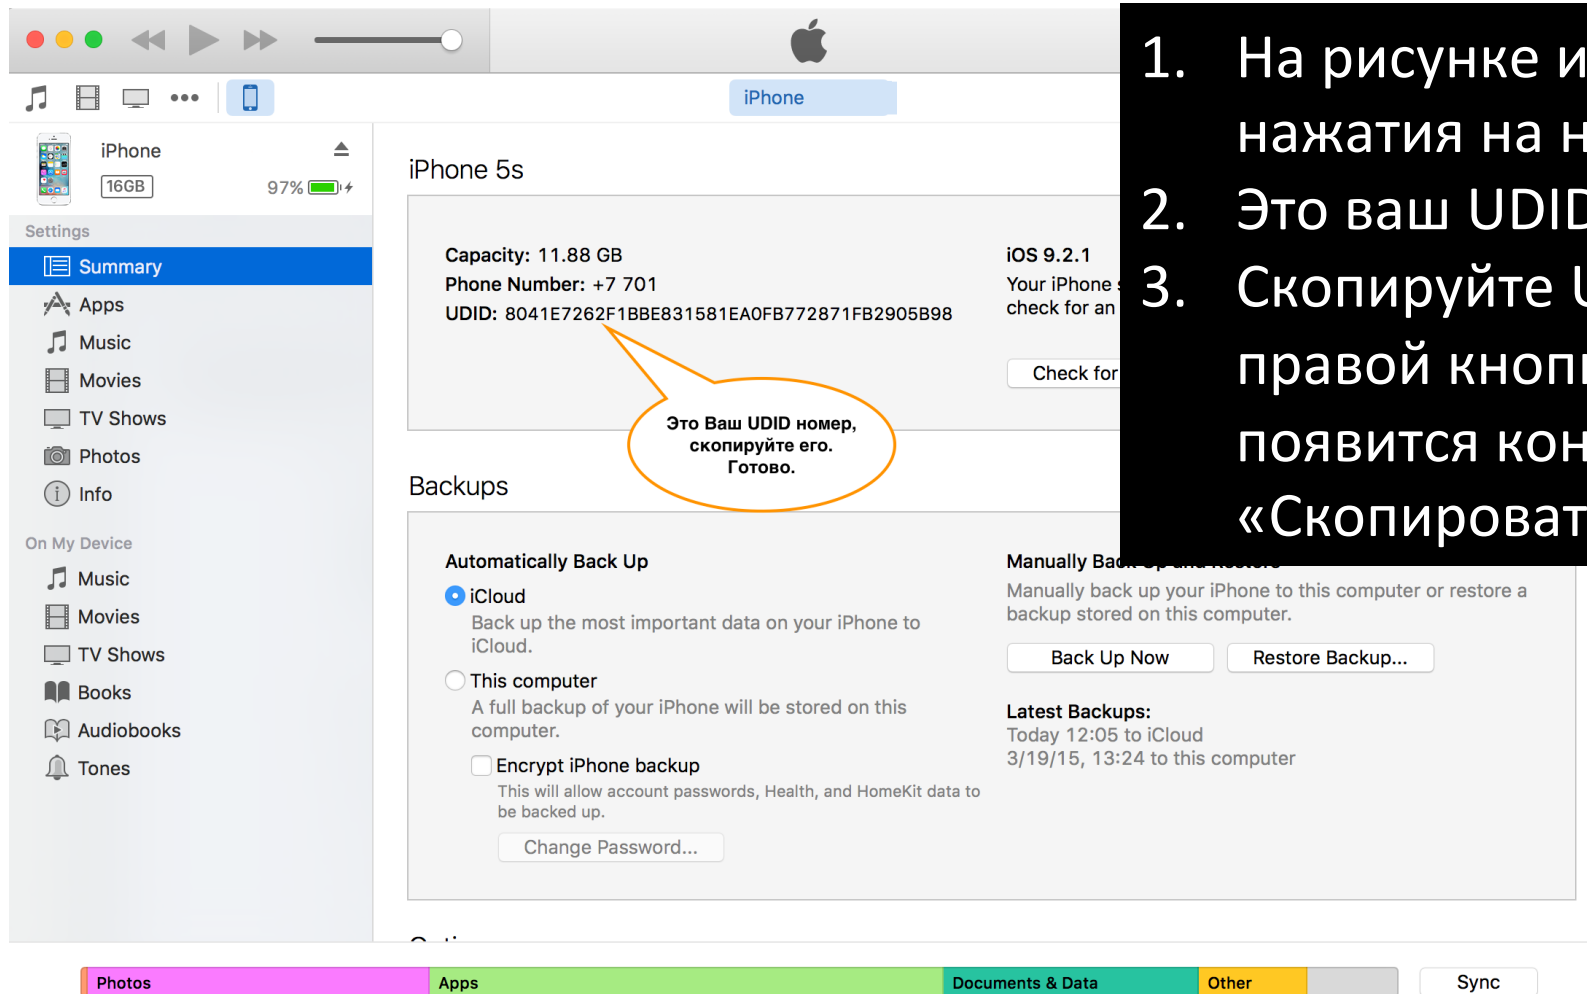 iPhone
1. На рисунке и
нажатия на н
2. Это ваш UDID
3. Скопируйте U
правой кноп
появится кон
«Скопироват
iPhone
16GB
97%
Settings
Summary
Apps
Music
Movies
TV Shows
Photos
Info
On My Device
Music
Movies
TV Shows
Books
Audiobooks
Tones
iPhone 5s
Capacity: 11.88 GB
Phone Number: +7 701
UDID: 8041E7262F1BBE831581EA0FB772871FB2905B98
iOS 9.2.1
Your iPhone
check for an
Check for
Это Ваш UDID номер,
скопируйте его.
Готово.
Backups
Automatically Back Up
iCloud
Back up the most important data on your iPhone to
iCloud.
This computer
A full backup of your iPhone will be stored on this
computer.
Encrypt iPhone backup
This will allow account passwords, Health, and HomeKit data to
be backed up.
Change Password...
Manually Back Up and Restore
Manually back up your iPhone to this computer or restore a
backup stored on this computer.
Back Up Now
Restore Backup...
Latest Backups:
Today 12:05 to iCloud
3/19/15, 13:24 to this computer
Photos
Apps
Documents & Data
Other
Sync